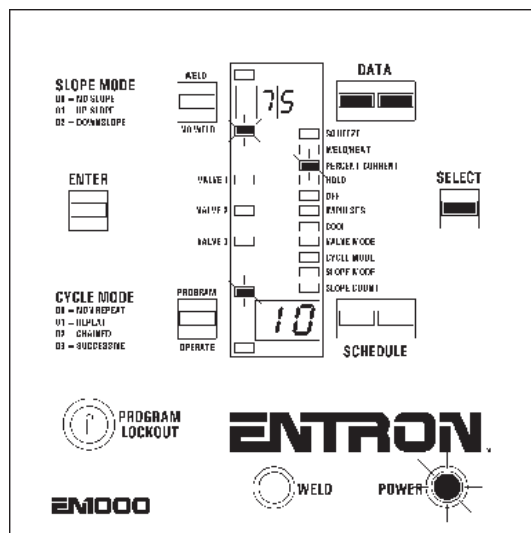 SLOPE MODE
00 – NO SLOPE
01 – UPSLOPE
02 – DOWNSLOPE
WELD
NO WELD
75
DATA
SQUEEZE
WELD/HEAT
PERCENT CURRENT
HOLD
OFF
IMPULSES
COOL
VALVE MODE
CYCLE MODE
SLOPE MODE
SLOPE COUNT
ENTER
VALVE 1
VALVE 2
VALVE 3
SELECT
CYCLE MODE
00 – NON REPEAT
01 – REPEAT
02 – CHAINED
03 – SUCCESSIVE
PROGRAM
OPERATE
10
SCHEDULE
PROGRAM
LOCKOUT
ENTRON
WELD
POWER
EN1000